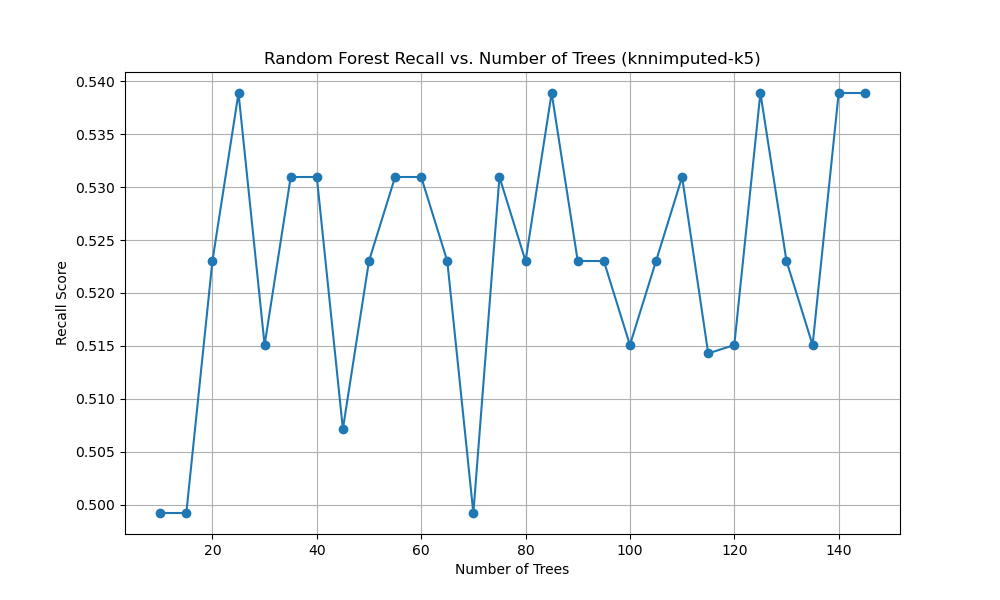 Random Forest Recall vs. Number of Trees (knnimputed-k5)
0.540
0.535
0.530
0.525
0.520
0.515
0.510
0.505
0.500
Recall Score
20 40 60 80 100 120 140
Number of Trees